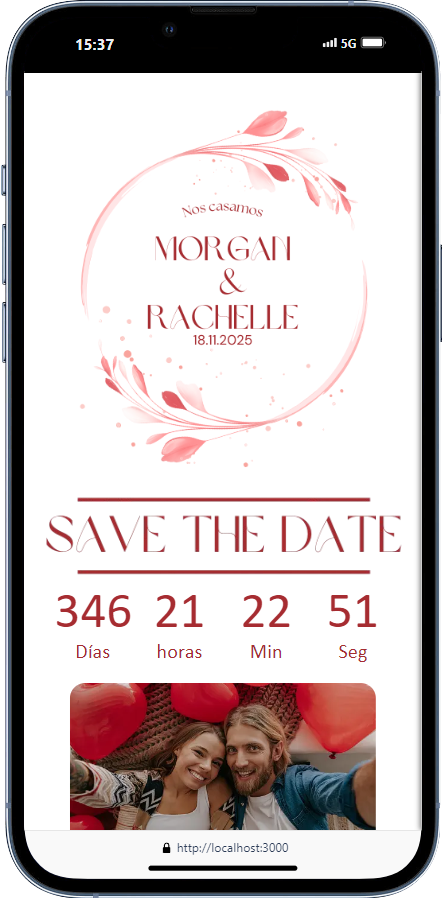 15:37
5G
Nos casamos
MORGAN
&
RACHELLE
18.11.2025
SAVE THE DATE
346 21 22 51
Días horas Min Seg
http://localhost:3000